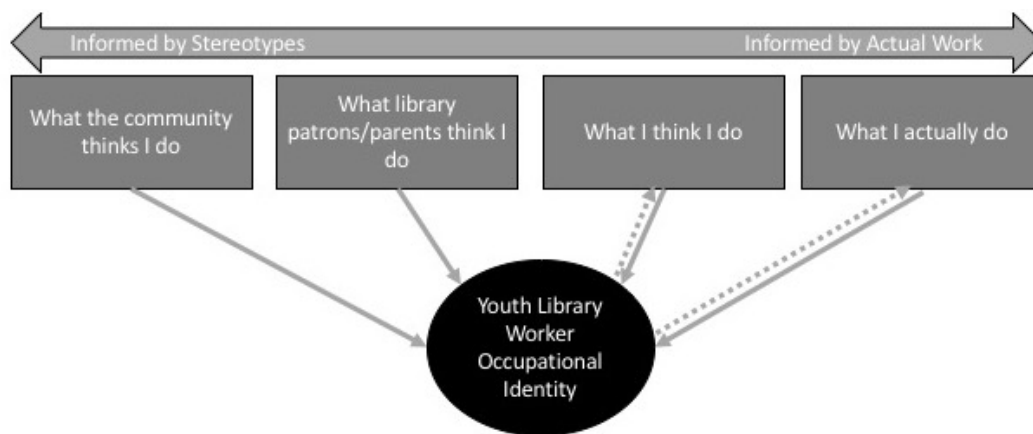 Informed by Stereotypes
Informed by Actual Work
What the community
thinks I do
What library
patrons/parents think I
do
What I think I do
What I actually do
Youth Library
Worker
Occupational
Identity